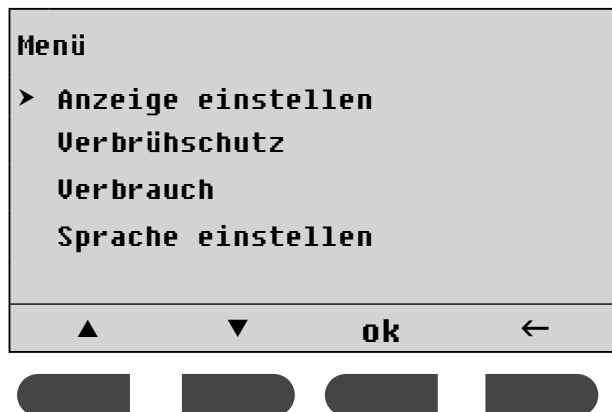 Menü
➤ Anzeige einstellen
Verbrühschutz
Verbrauch
Sprache einstellen
▲ ▼ ok ←